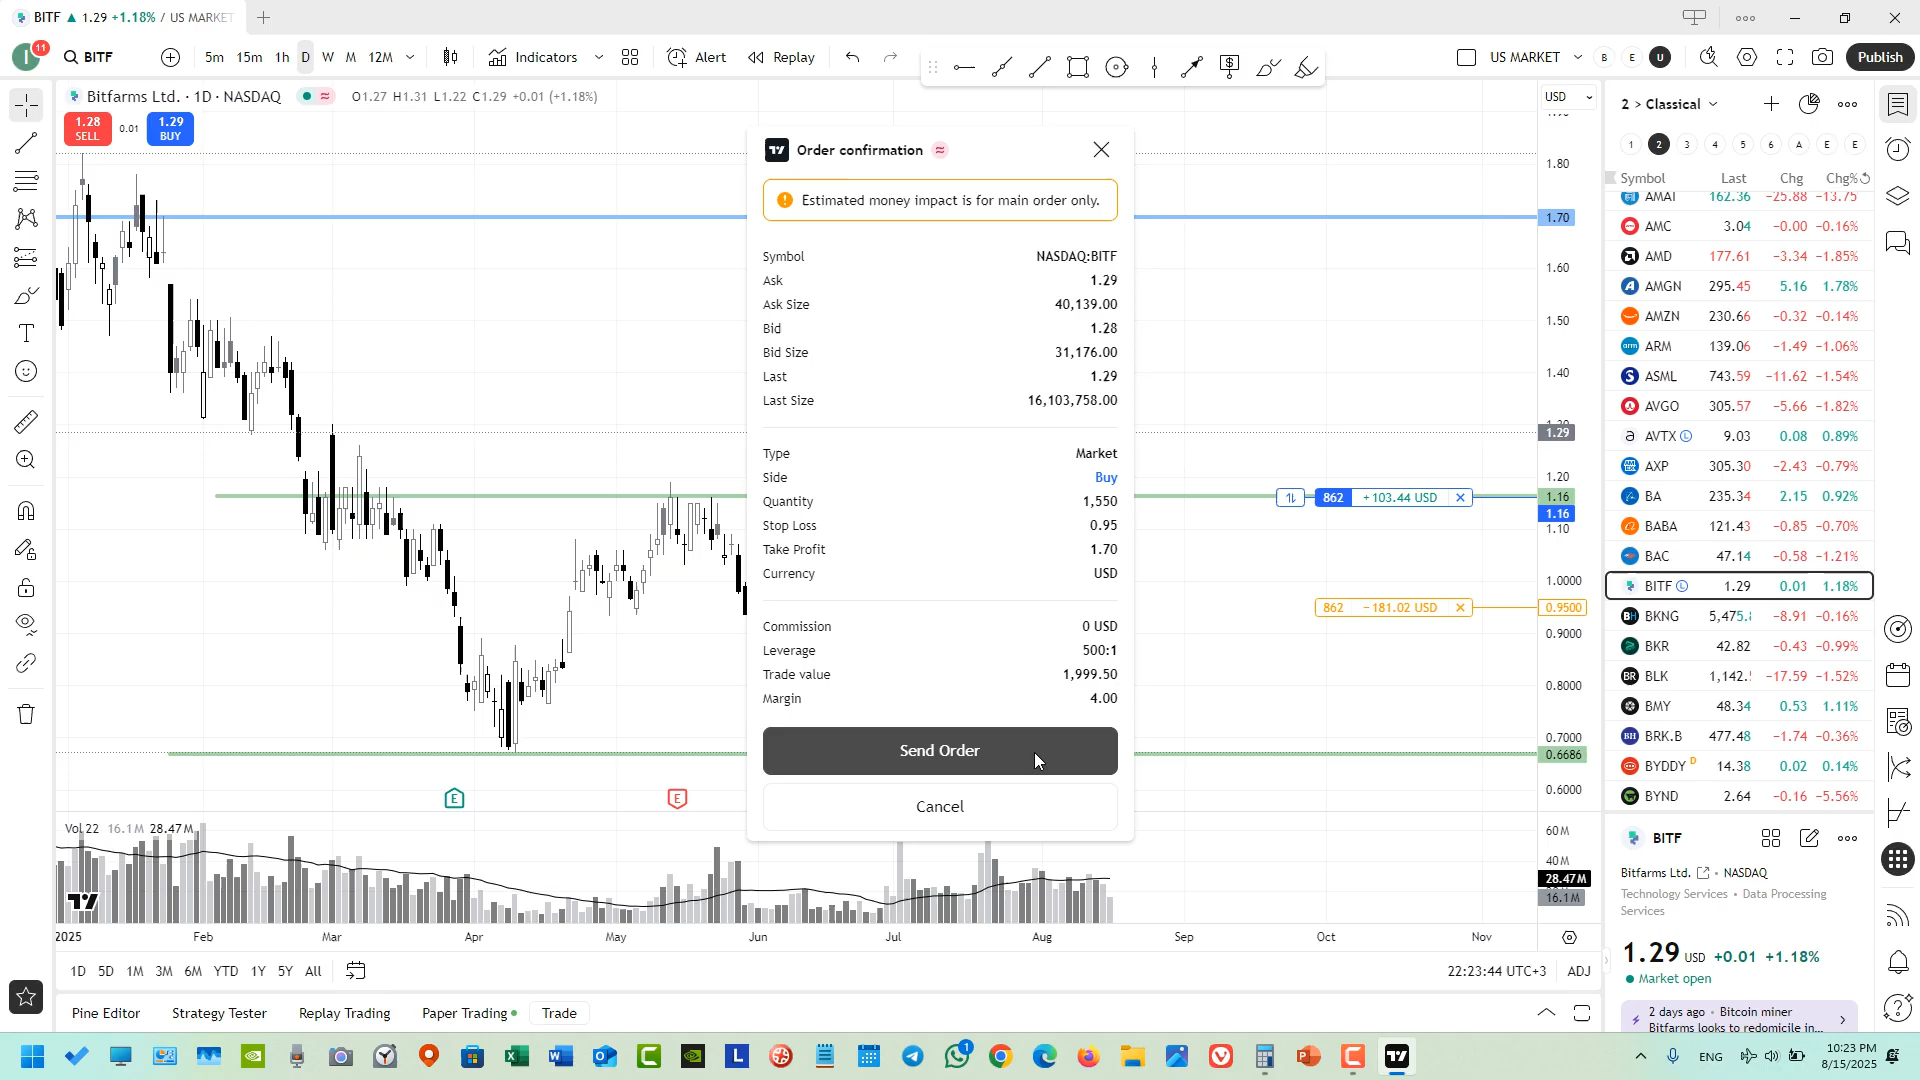 BITF ▲ 1.29 +1.18% / US MARKET
11
BITF
5m 15m 1h D W M 12M
Indicators
Alert
Replay
US MARKET
B E U
Publish
Bitfarms Ltd. · 1D · NASDAQ
O1.27 H1.31 L1.22 C1.29 +0.01 (+1.18%)
1.28
SELL
0.01
1.29
BUY
USD
1.80
1.70
1.60
1.50
1.40
1.29
1.20
1.16
1.16
1.10
1.0000
0.9500
0.9000
0.8000
0.7000
0.6686
0.6000
60M
40M
28.47M
16.1M
862 +103.44 USD
862 −181.02 USD
Order confirmation
Estimated money impact is for main order only.
Symbol NASDAQ:BITF
Ask 1.29
Ask Size 40,139.00
Bid 1.28
Bid Size 31,176.00
Last 1.29
Last Size 16,103,758.00
Type Market
Side Buy
Quantity 1,550
Stop Loss 0.95
Take Profit 1.70
Currency USD
Commission 0 USD
Leverage 500:1
Trade value 1,999.50
Margin 4.00
Send Order
Cancel
E
E
Vol 22 16.1M 28.47M
2025 Feb Mar Apr May Jun Jul Aug Sep Oct Nov
1D 5D 1M 3M 6M YTD 1Y 5Y All
22:23:44 UTC+3 ADJ
Pine Editor Strategy Tester Replay Trading Paper Trading Trade
2 > Classical
1 2 3 4 5 6 A E E
Symbol Last Chg Chg%
AMAT 162.36 −25.88 −13.75
AMC 3.04 −0.00 −0.16%
AMD 177.61 −3.34 −1.85%
AMGN 295.45 5.16 1.78%
AMZN 230.66 −0.32 −0.14%
arm ARM 139.06 −1.49 −1.06%
ASML 743.59 −11.62 −1.54%
AVGO 305.57 −5.66 −1.82%
AVTX L 9.03 0.08 0.89%
AXP 305.30 −2.43 −0.79%
BA 235.34 2.15 0.92%
BABA 121.43 −0.85 −0.70%
BAC 47.14 −0.58 −1.21%
BITF L 1.29 0.01 1.18%
BKNG 5,475. −8.91 −0.16%
BKR 42.82 −0.43 −0.99%
BR BLK 1,142. −17.59 −1.52%
BMY 48.34 0.53 1.11%
BH BRK.B 477.48 −1.74 −0.36%
BYDDY D 14.38 0.02 0.14%
BYND 2.64 −0.16 −5.56%
BITF
Bitfarms Ltd. • NASDAQ
Technology Services • Data Processing
Services
1.29 USD +0.01 +1.18%
Market open
2 days ago • Bitcoin miner
Bitfarms looks to redomicile in...
1
ENG
10:23 PM
8/15/2025